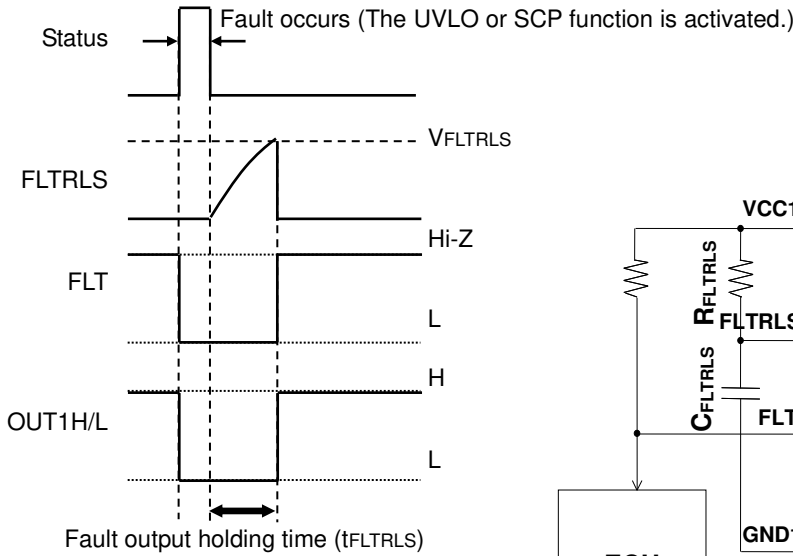 Fault occurs (The UVLO or SCP function is activated.)
Status
VFLTRLS
FLTRLS
Hi-Z
FLT
L
H
OUT1H/L
L
Fault output holding time (tFLTRLS)
VCC1
RFLTRLS
FLTRLS
CFLTRLS
FLT
GND1